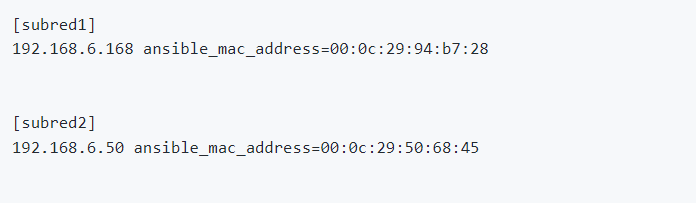 [subred1]
192.168.6.168 ansible_mac_address=00:0c:29:94:b7:28
[subred2]
192.168.6.50 ansible_mac_address=00:0c:29:50:68:45